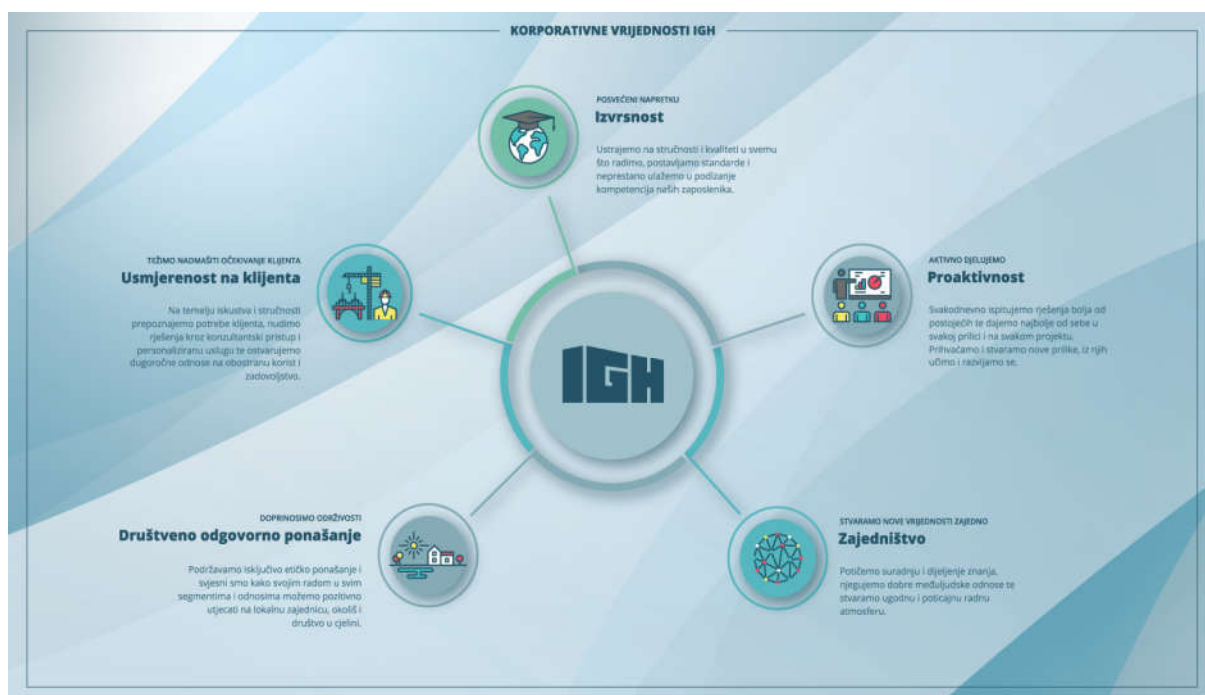 KORPORATIVNE VRIJEDNOSTI IGH
POSVEĆENI NAPRETKU
Izvrsnost
Ustrajemo na stručnosti i kvaliteti u svemu
što radimo, postavljamo standarde i
neprestano ulažemo u podizanje
kompetencija naših zaposlenika.
TEŽIMO NADMAŠITI OČEKIVANJE KLIJENTA
Usmjerenost na klijenta
Na temelju iskustva i stručnosti
prepoznajemo potrebe klijenta, nudimo
rješenja kroz konzultantski pristup i
personaliziranu uslugu te ostvarujemo
dugoročne odnose na obostranu korist i
zadovoljstvo.
AKTIVNO DJELUJEMO
Proaktivnost
Svakodnevno ispitujemo rješenja bolja od
postojećih te dajemo najbolje od sebe u
svakoj prilici i na svakom projektu.
Prihvaćamo i stvaramo nove prilike, iz njih
učimo i razvijamo se.
IGH
DOPRINOSIMO ODRŽIVOSTI
Društveno odgovorno ponašanje
Podržavamo isključivo etičko ponašanje i
svjesni smo kako svojim radom u svim
segmentima i odnosima možemo pozitivno
utjecati na lokalnu zajednicu, okoliš i
društvo u cjelini.
STVARAMO NOVE VRIJEDNOSTI ZAJEDNO
Zajedništvo
Potičemo suradnju i dijeljenje znanja,
njegujemo dobre međuljudske odnose te
stvaramo ugodnu i poticajnu radnu
atmosferu.